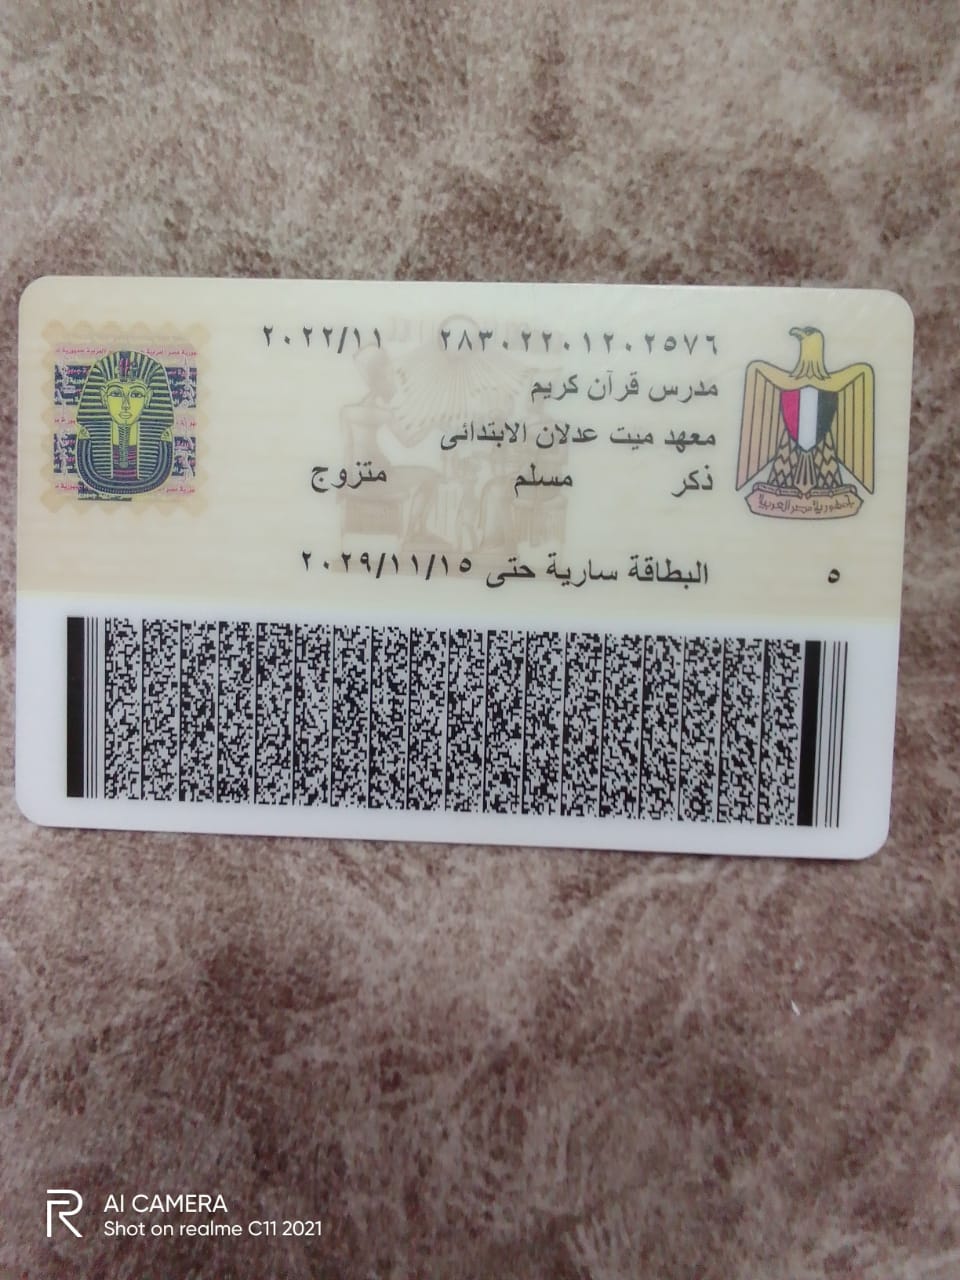 ٢٨٣٠٢٢٠١٢٠٢٥٧٦ ٢٠٢٢/١١
مدرس قرآن كريم
معهد ميت عدلان الابتدائى
ذكر مسلم متزوج
البطاقة سارية حتى ٢٠٢٩/١١/١٥
٥
جمهورية مصر العربية
AI CAMERA
Shot on realme C11 2021